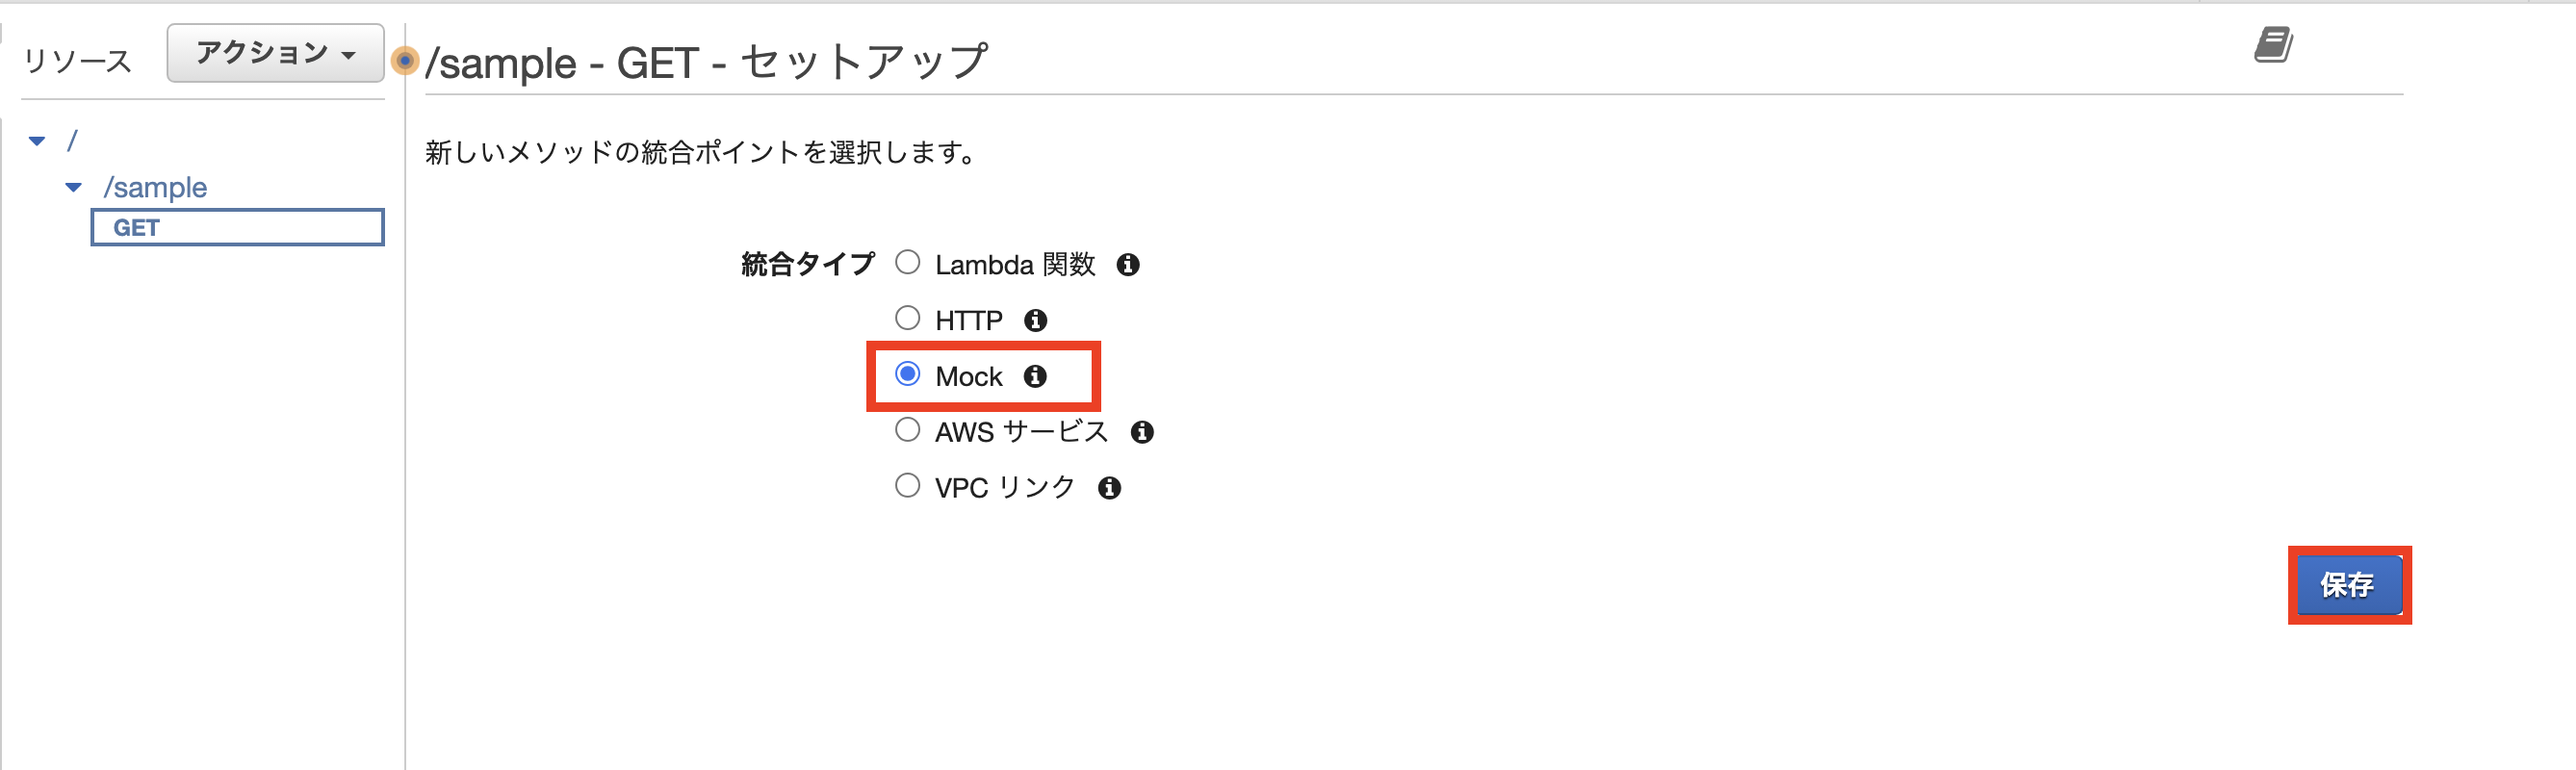 リソース
アクション
/
/sample
GET
/sample - GET - セットアップ
新しいメソッドの統合ポイントを選択します。
統合タイプ
Lambda 関数
HTTP
Mock
AWS サービス
VPC リンク
保存